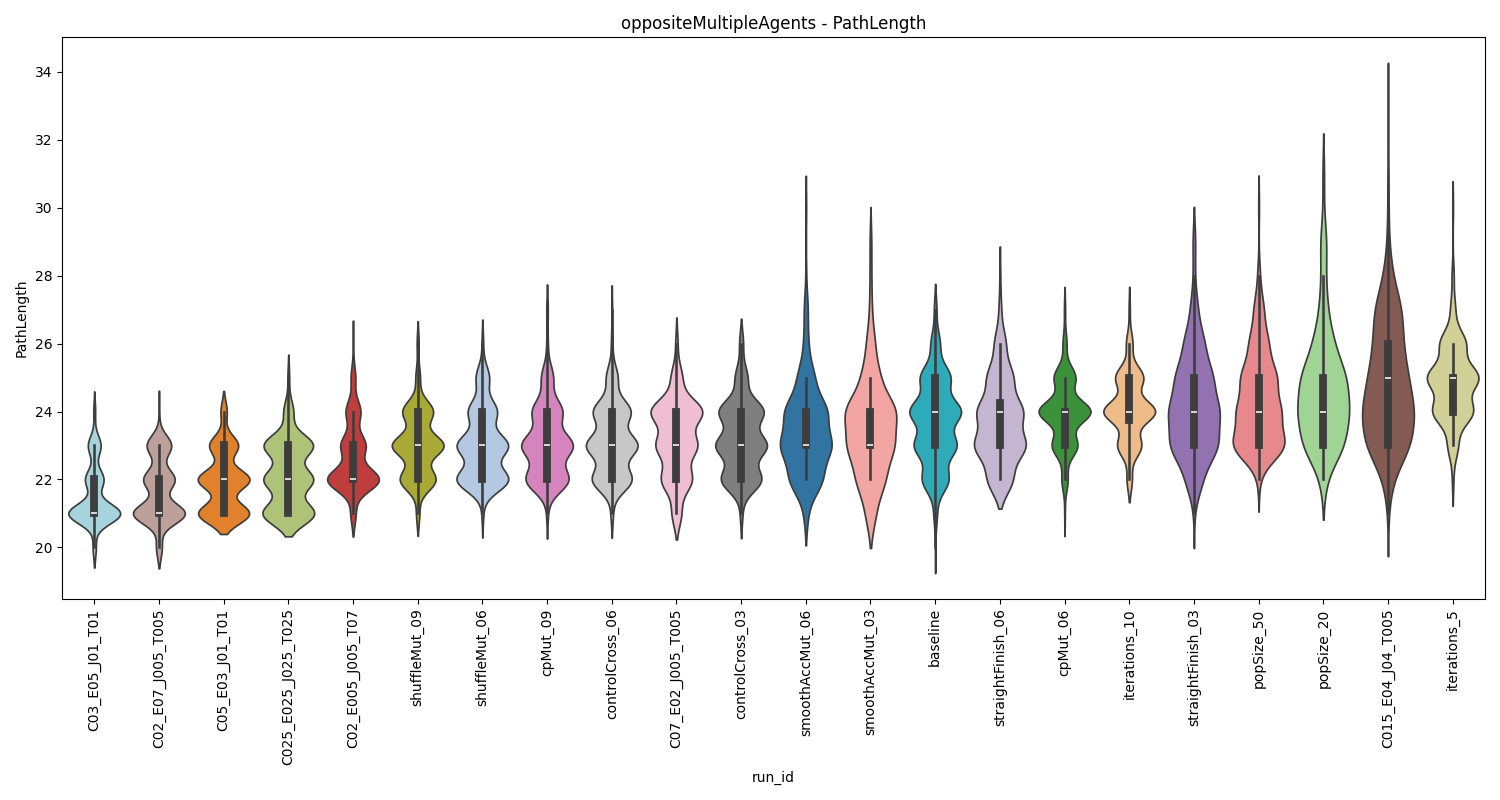 oppositeMultipleAgents - PathLength
PathLength
34
32
30
28
26
24
22
20
C03_E05_J01_T01
C02_E07_J005_T005
C05_E03_J01_T01
C025_E025_J025_T025
C02_E005_J005_T07
shuffleMut_09
shuffleMut_06
cpMut_09
controlCross_06
C07_E02_J005_T005
controlCross_03
smoothAccMut_06
smoothAccMut_03
baseline
straightFinish_06
cpMut_06
iterations_10
straightFinish_03
popSize_50
popSize_20
C015_E04_J04_T005
iterations_5
run_id